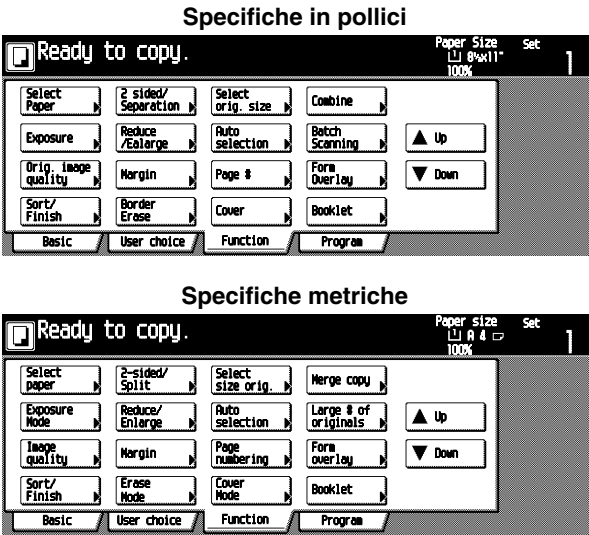 Specifiche in pollici
Ready to copy.
Paper Size
8½x11"
100%
Set
1
Select Paper
2 sided/ Separation
Select orig. size
Combine
Exposure
Reduce /Ealarge
Auto selection
Batch Scanning
▲ Up
Orig. image quality
Margin
Page #
Form Overlay
▼ Down
Sort/ Finish
Border Erase
Cover
Booklet
Basic
User choice
Function
Program
Specifiche metriche
Ready to copy.
Paper size
A 4
100%
Set
1
Select paper
2-sided/ Split
Select size orig.
Merge copy
Exposure Mode
Reduce/ Enlarge
Auto selection
Large # of originals
▲ Up
Image quality
Margin
Page numbering
Form overlay
▼ Down
Sort/ Finish
Erase Mode
Cover Mode
Booklet
Basic
User choice
Function
Program